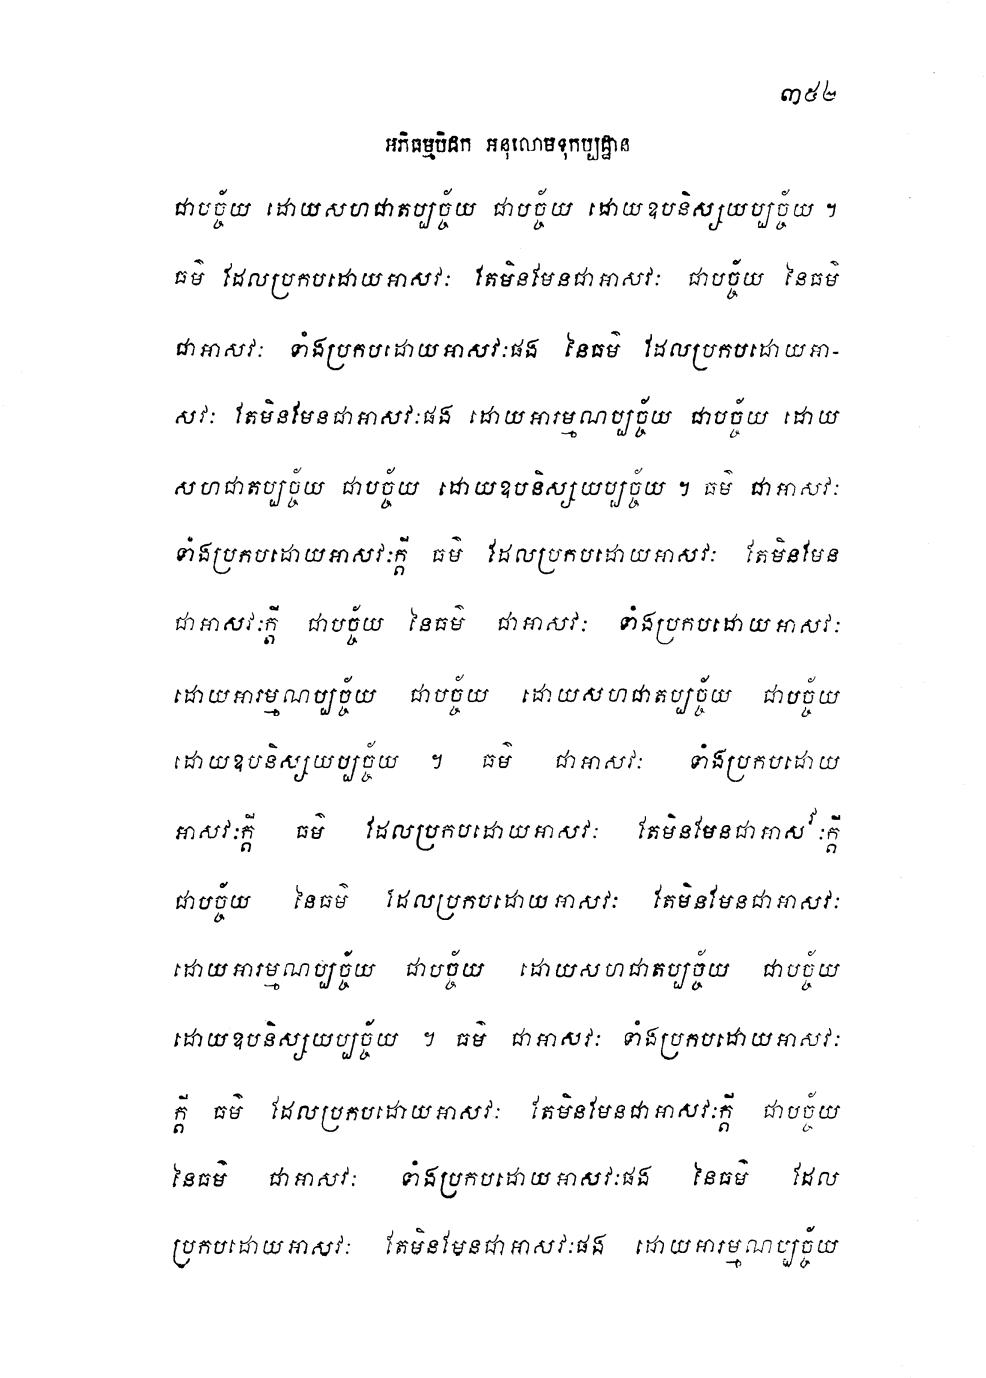 ៣៥២
អភិធម្មបិដក អនុលោមទុកប្បដ្ឋាន
ជាបច្ច័យ ដោយសហជាតប្បច្ច័យ ជាបច្ច័យ ដោយឧបនិស្សយប្បច្ច័យ ។
ធម៌ ដែលប្រកបដោយអាសវៈ តែមិនមែនជាអាសវៈ ជាបច្ច័យ នៃធម៌
ជាអាសវៈ ទាំងប្រកបដោយអាសវៈផង នៃធម៌ ដែលប្រកបដោយអា-
សវៈ តែមិនមែនជាអាសវៈផង ដោយអារម្មណប្បច្ច័យ ជាបច្ច័យ ដោយ
សហជាតប្បច្ច័យ ជាបច្ច័យ ដោយឧបនិស្សយប្បច្ច័យ ។ ធម៌ ជាអាសវៈ
ទាំងប្រកបដោយអាសវៈក្តី ធម៌ ដែលប្រកបដោយអាសវៈ តែមិនមែន
ជាអាសវៈក្តី ជាបច្ច័យ នៃធម៌ ជាអាសវៈ ទាំងប្រកបដោយអាសវៈ
ដោយអារម្មណប្បច្ច័យ ជាបច្ច័យ ដោយសហជាតប្បច្ច័យ ជាបច្ច័យ
ដោយឧបនិស្សយប្បច្ច័យ ។ ធម៌ ជាអាសវៈ ទាំងប្រកបដោយ
អាសវៈក្តី ធម៌ ដែលប្រកបដោយអាសវៈ តែមិនមែនជាអាសវៈក្តី
ជាបច្ច័យ នៃធម៌ ដែលប្រកបដោយអាសវៈ តែមិនមែនជាអាសវៈ
ដោយអារម្មណប្បច្ច័យ ជាបច្ច័យ ដោយសហជាតប្បច្ច័យ ជាបច្ច័យ
ដោយឧបនិស្សយប្បច្ច័យ ។ ធម៌ ជាអាសវៈ ទាំងប្រកបដោយអាសវៈ
ក្តី ធម៌ ដែលប្រកបដោយអាសវៈ តែមិនមែនជាអាសវៈក្តី ជាបច្ច័យ
នៃធម៌ ជាអាសវៈ ទាំងប្រកបដោយអាសវៈផង នៃធម៌ ដែល
ប្រកបដោយអាសវៈ តែមិនមែនជាអាសវៈផង ដោយអារម្មណប្បច្ច័យ